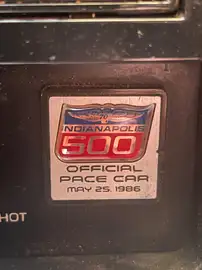 INDIANAPOLIS
500
OFFICIAL
PACE CAR
MAY 25, 1986
HOT